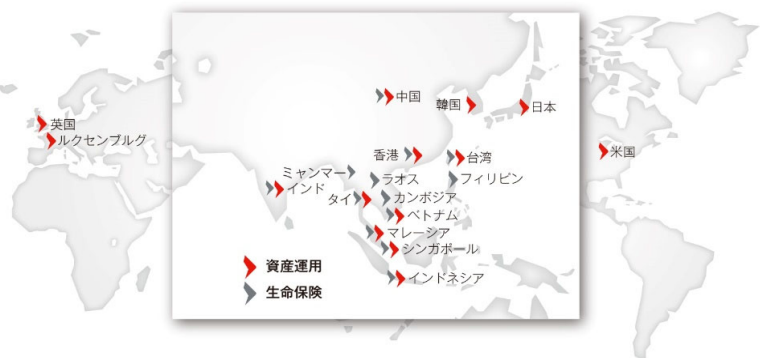 中国
韓国
日本
英国
ルクセンブルグ
香港
台湾
米国
ミャンマー
ラオス
フィリピン
インド
タイ
カンボジア
ベトナム
マレーシア
シンガポール
資産運用
インドネシア
生命保険